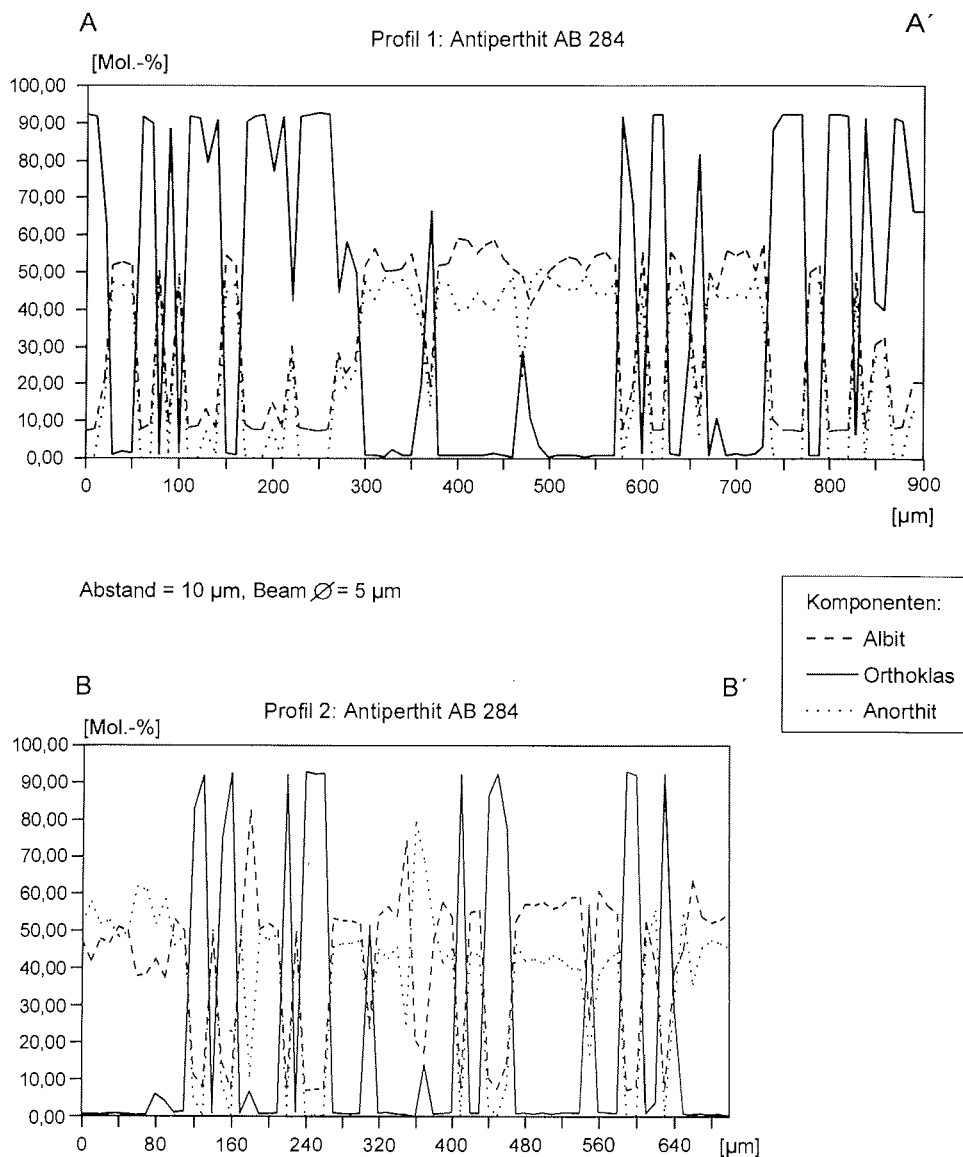 A A´
Profil 1: Antiperthit AB 284
[Mol.-%]
100,00
90,00
80,00
70,00
60,00
50,00
40,00
30,00
20,00
10,00
0,00
0 100 200 300 400 500 600 700 800 900
[µm]
Abstand = 10 µm, Beam ∅ = 5 µm
Komponenten:
Albit
Orthoklas
Anorthit
B B´
Profil 2: Antiperthit AB 284
[Mol.-%]
100,00
90,00
80,00
70,00
60,00
50,00
40,00
30,00
20,00
10,00
0,00
0 80 160 240 320 400 480 560 640 [µm]